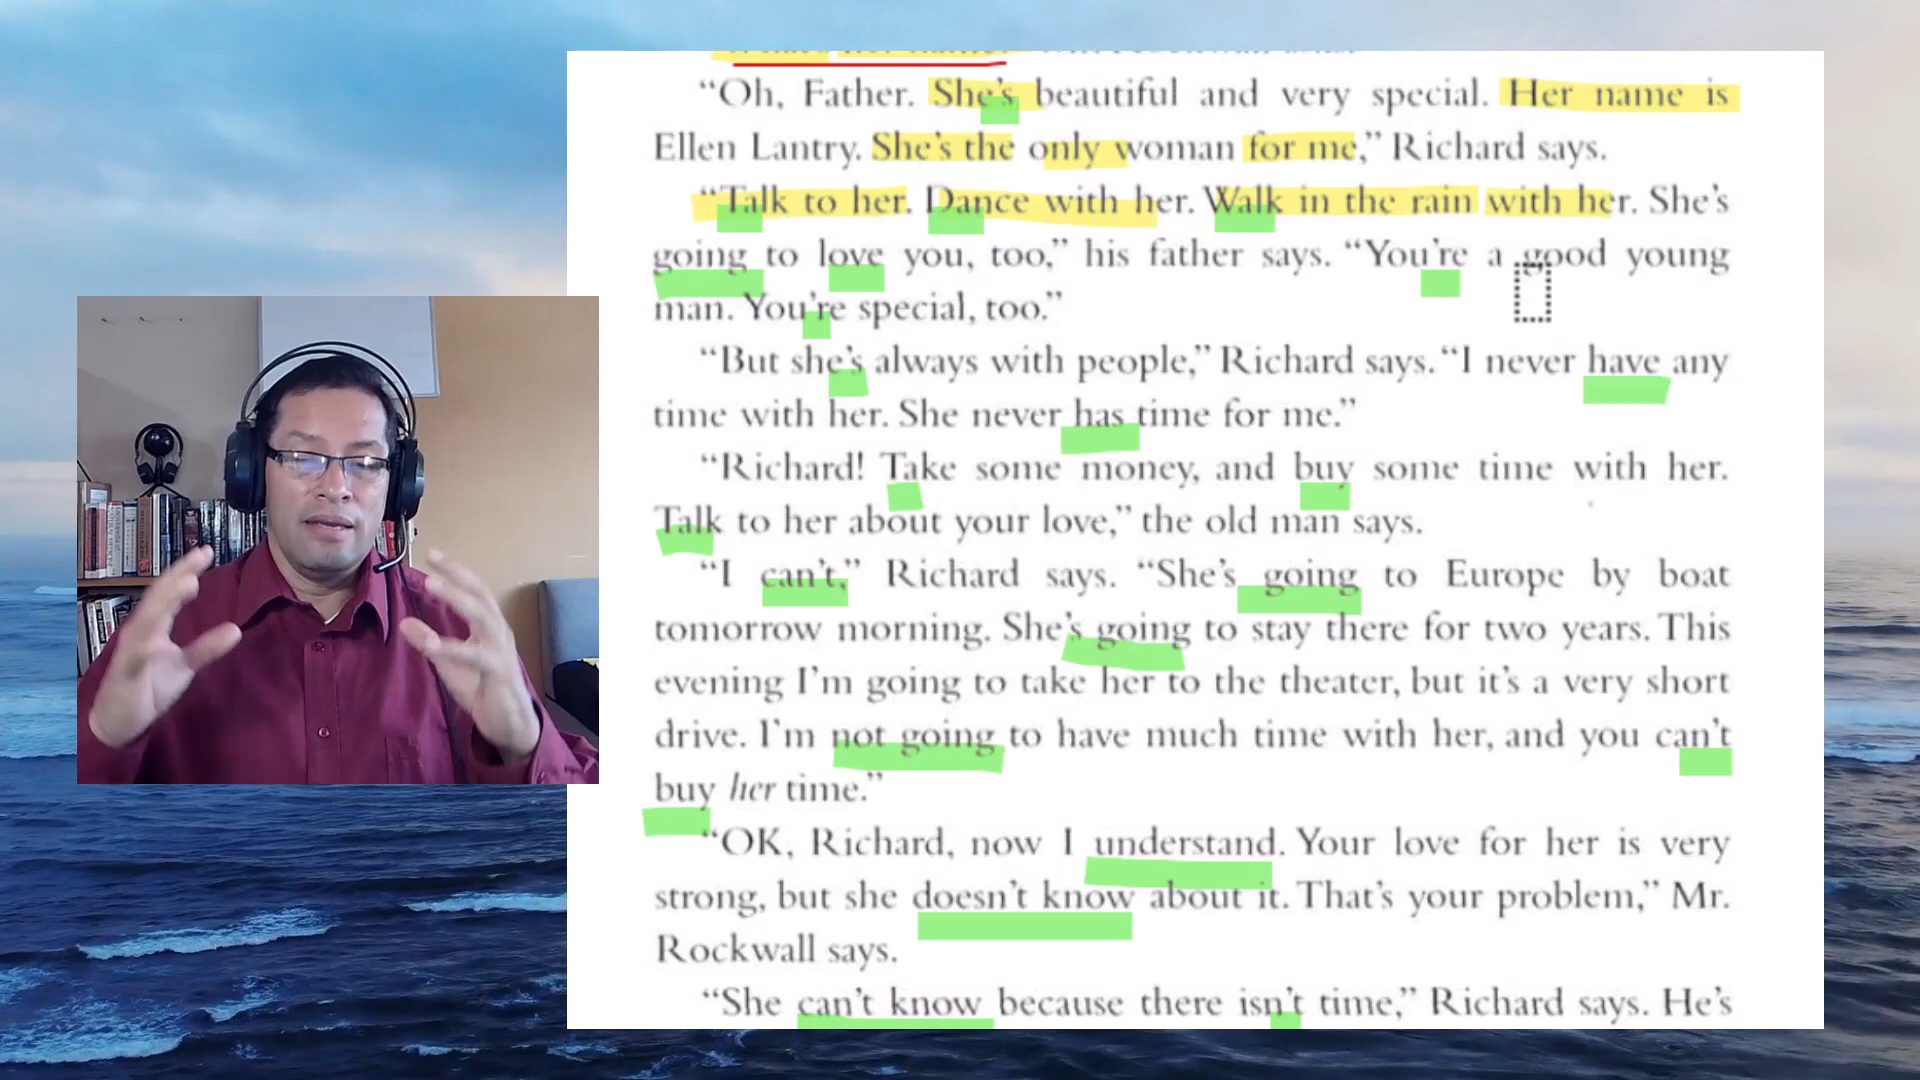 “Oh, Father. She’s beautiful and very special. Her name is
Ellen Lantry. She’s the only woman for me,” Richard says.
“Talk to her. Dance with her. Walk in the rain with her. She’s
going to love you, too,” his father says. “You’re a good young
man. You’re special, too.”
“But she’s always with people,” Richard says. “I never have any
time with her. She never has time for me.”
“Richard! Take some money, and buy some time with her.
Talk to her about your love,” the old man says.
“I can’t,” Richard says. “She’s going to Europe by boat
tomorrow morning. She’s going to stay there for two years. This
evening I’m going to take her to the theater, but it’s a very short
drive. I’m not going to have much time with her, and you can’t
buy her time.”
“OK, Richard, now I understand. Your love for her is very
strong, but she doesn’t know about it. That’s your problem,” Mr.
Rockwall says.
“She can’t know because there isn’t time,” Richard says. He’s